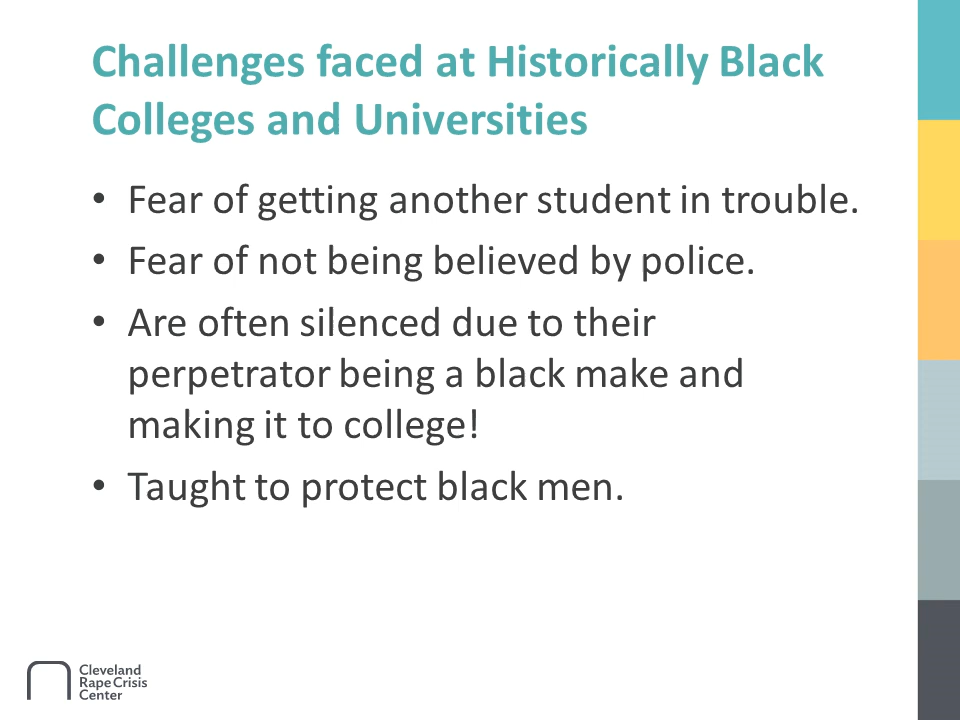 Challenges faced at Historically Black
Colleges and Universities
• Fear of getting another student in trouble.
• Fear of not being believed by police.
• Are often silenced due to their
perpetrator being a black make and
making it to college!
• Taught to protect black men.
Cleveland
Rape Crisis
Center